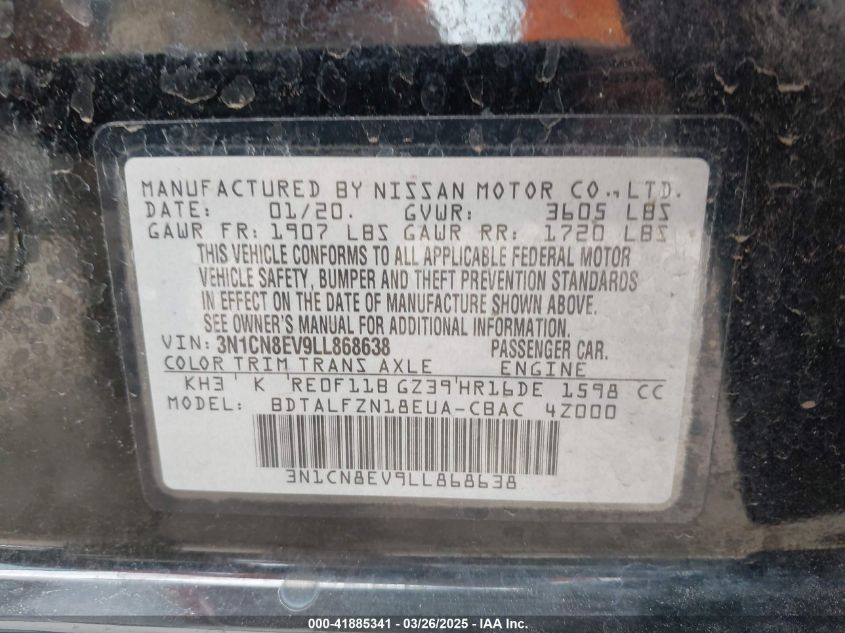 MANUFACTURED BY NISSAN MOTOR CO., LTD.
DATE: 01/20. GVWR: 3605 LBS
GAWR FR: 1907 LBS GAWR RR: 1720 LBS
THIS VEHICLE CONFORMS TO ALL APPLICABLE FEDERAL MOTOR
VEHICLE SAFETY, BUMPER AND THEFT PREVENTION STANDARDS
IN EFFECT ON THE DATE OF MANUFACTURE SHOWN ABOVE.
SEE OWNER'S MANUAL FOR ADDITIONAL INFORMATION
VIN: 3N1CN8EV9LL868638 PASSENGER CAR.
COLOR TRIM TRANS AXLE ENGINE
KH3 ' K 'RE0F11B GZ39'HR16DE 1598 CC
MODEL: BDTALFZN18EUA-CBAC 4Z000
3N1CN8EV9LL868638
000-41885341 - 03/26/2025 - IAA Inc.